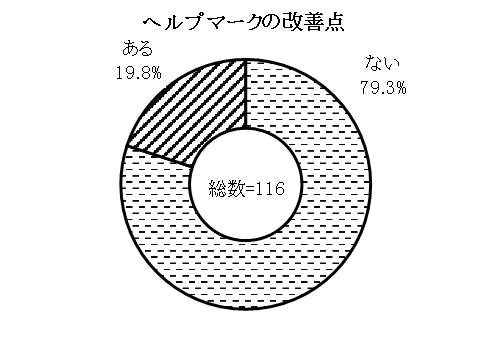 ヘルプマークの改善点
ある
19.8%
ない
79.3%
総数=116